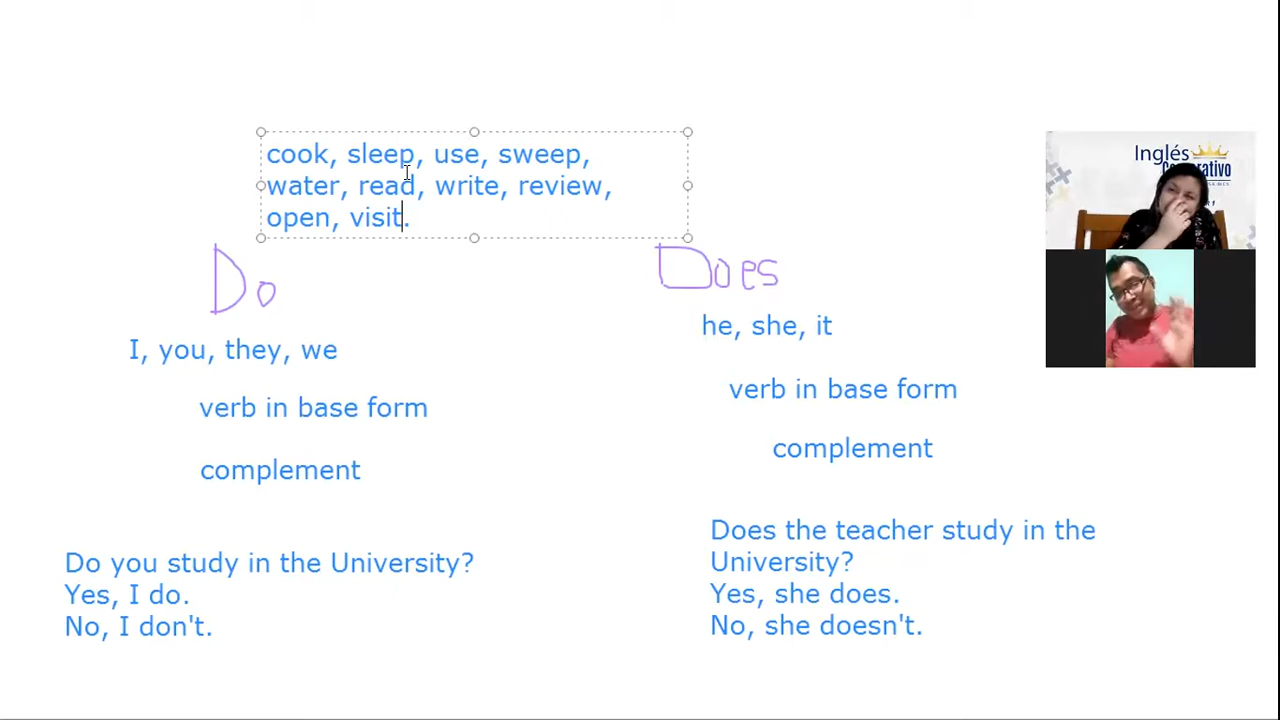 cook, sleep, use, sweep,
water, read, write, review,
open, visit.
Do
Does
I, you, they, we
he, she, it
verb in base form
verb in base form
complement
complement
Do you study in the University?
Yes, I do.
No, I don't.
Does the teacher study in the
University?
Yes, she does.
No, she doesn't.
Inglés